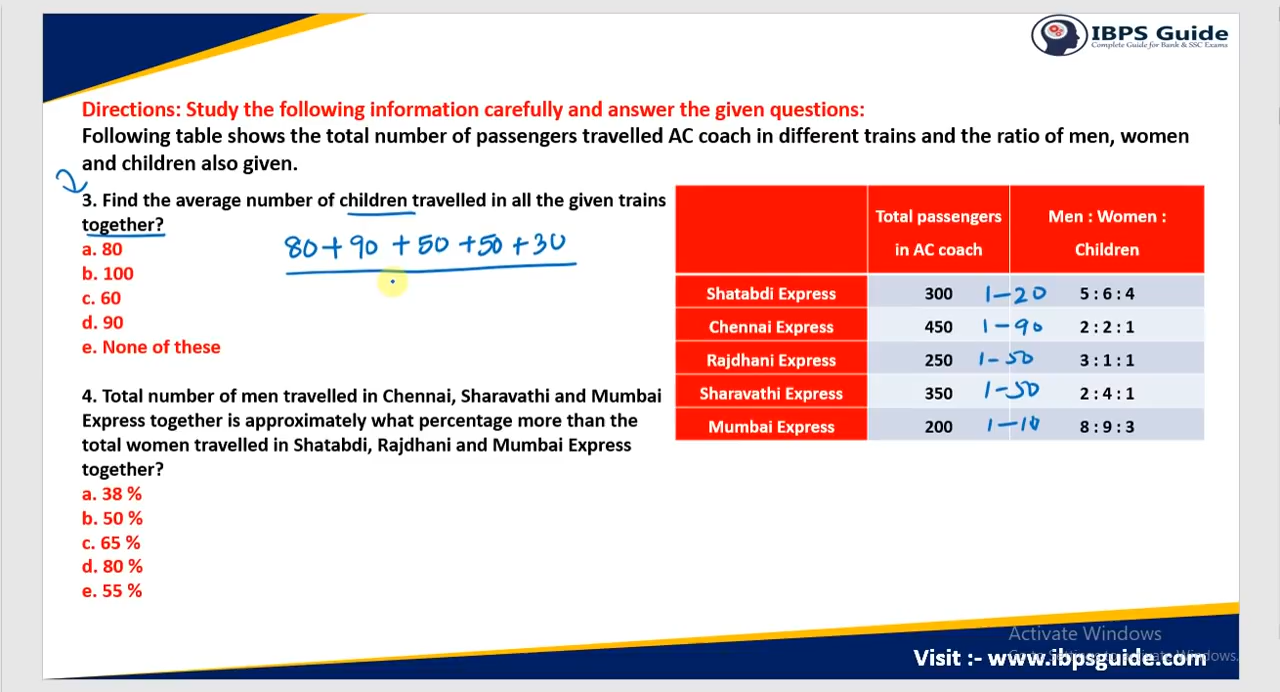 IBPS Guide
Complete Guide for Bank & SSC Exams
Directions: Study the following information carefully and answer the given questions:
Following table shows the total number of passengers travelled AC coach in different trains and the ratio of men, women
and children also given.
3. Find the average number of children travelled in all the given trains
together?
80 + 90 + 50 + 50 + 30
a. 80
b. 100
c. 60
d. 90
e. None of these
4. Total number of men travelled in Chennai, Sharavathi and Mumbai
Express together is approximately what percentage more than the
total women travelled in Shatabdi, Rajdhani and Mumbai Express
together?
a. 38 %
b. 50 %
c. 65 %
d. 80 %
e. 55 %
Total passengers in AC coach Men : Women : Children
Shatabdi Express 300 1-20 5 : 6 : 4
Chennai Express 450 1-90 2 : 2 : 1
Rajdhani Express 250 1-50 3 : 1 : 1
Sharavathi Express 350 1-50 2 : 4 : 1
Mumbai Express 200 1-10 8 : 9 : 3
Activate Windows
Visit :- www.ibpsguide.com